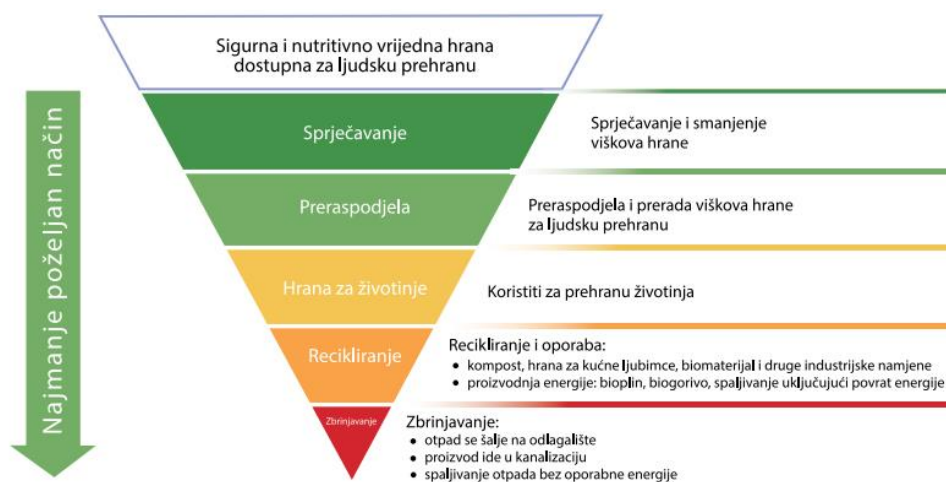 Sigurna i nutritivno vrijedna hrana
dostupna za ljudsku prehranu
Najmanje poželjan način
Sprječavanje
Sprječavanje i smanjenje
viškova hrane
Preraspodjela
Preraspodjela i prerada viškova hrane
za ljudsku prehranu
Hrana za životinje
Koristiti za prehranu životinja
Recikliranje
Recikliranje i oporaba:
• kompost, hrana za kućne ljubimce, biomaterijal i druge industrijske namjene
• proizvodnja energije: bioplin, biogorivo, spaljivanje uključujući povrat energije
Zbrinjavanje
Zbrinjavanje:
• otpad se šalje na odlagalište
• proizvod ide u kanalizaciju
• spaljivanje otpada bez oporabne energije